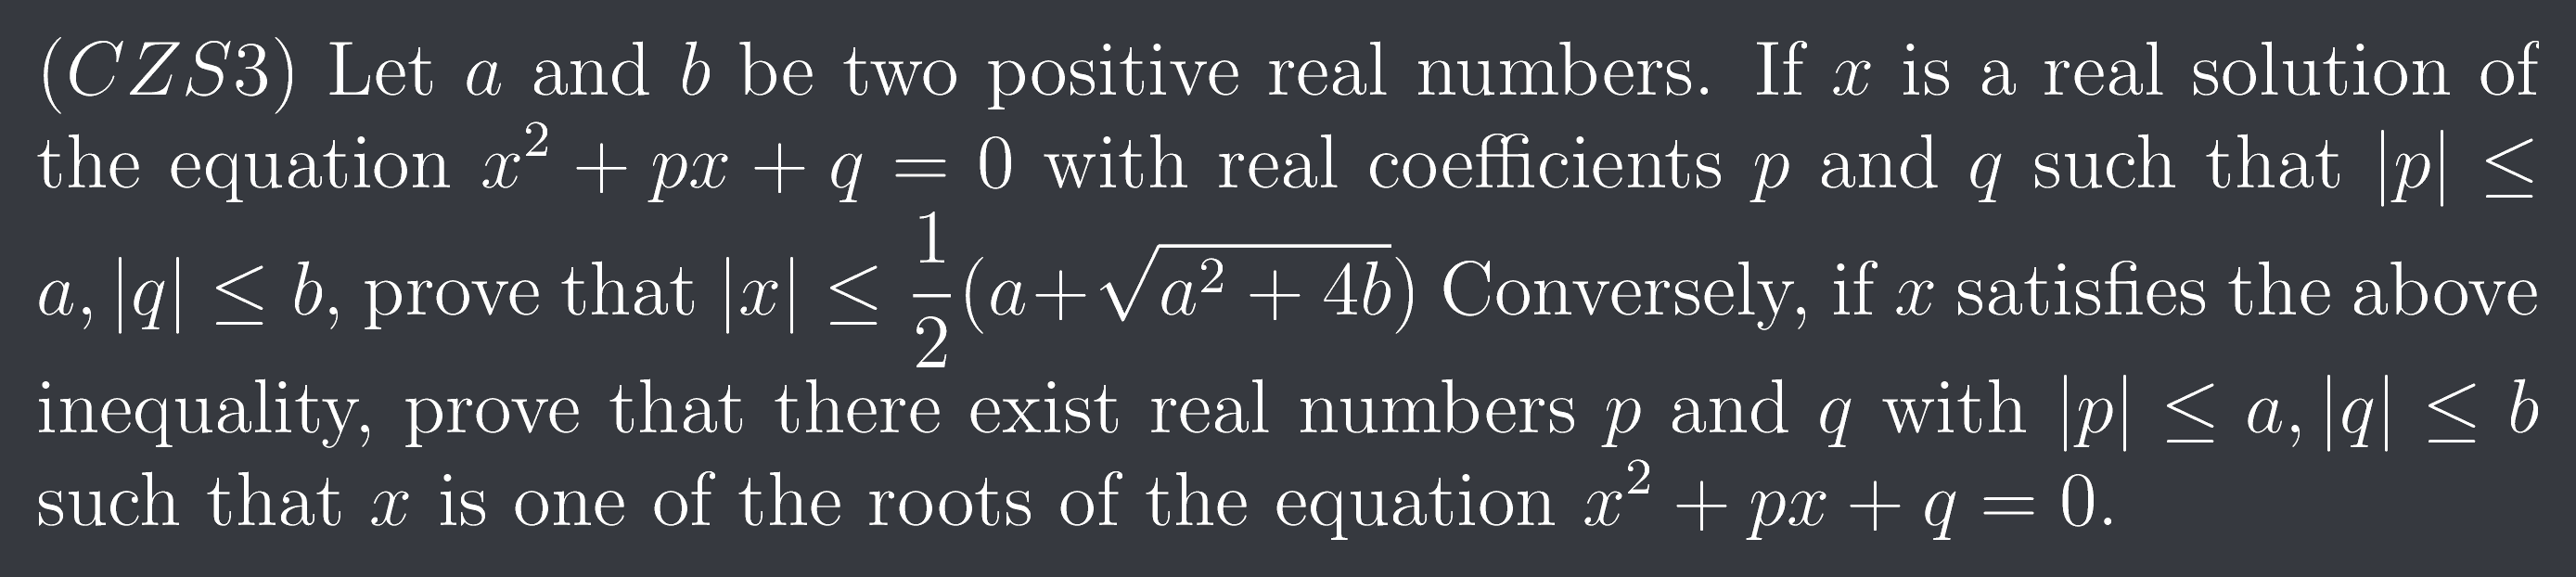 (CZS3) Let a and b be two positive real numbers. If x is a real solution of
the equation x² + px + q = 0 with real coefficients p and q such that |p| ≤
a, |q| ≤ b, prove that |x| ≤ \frac{1}{2}(a+\sqrt{a² + 4b}) Conversely, if x satisfies the above
inequality, prove that there exist real numbers p and q with |p| ≤ a, |q| ≤ b
such that x is one of the roots of the equation x² + px + q = 0.